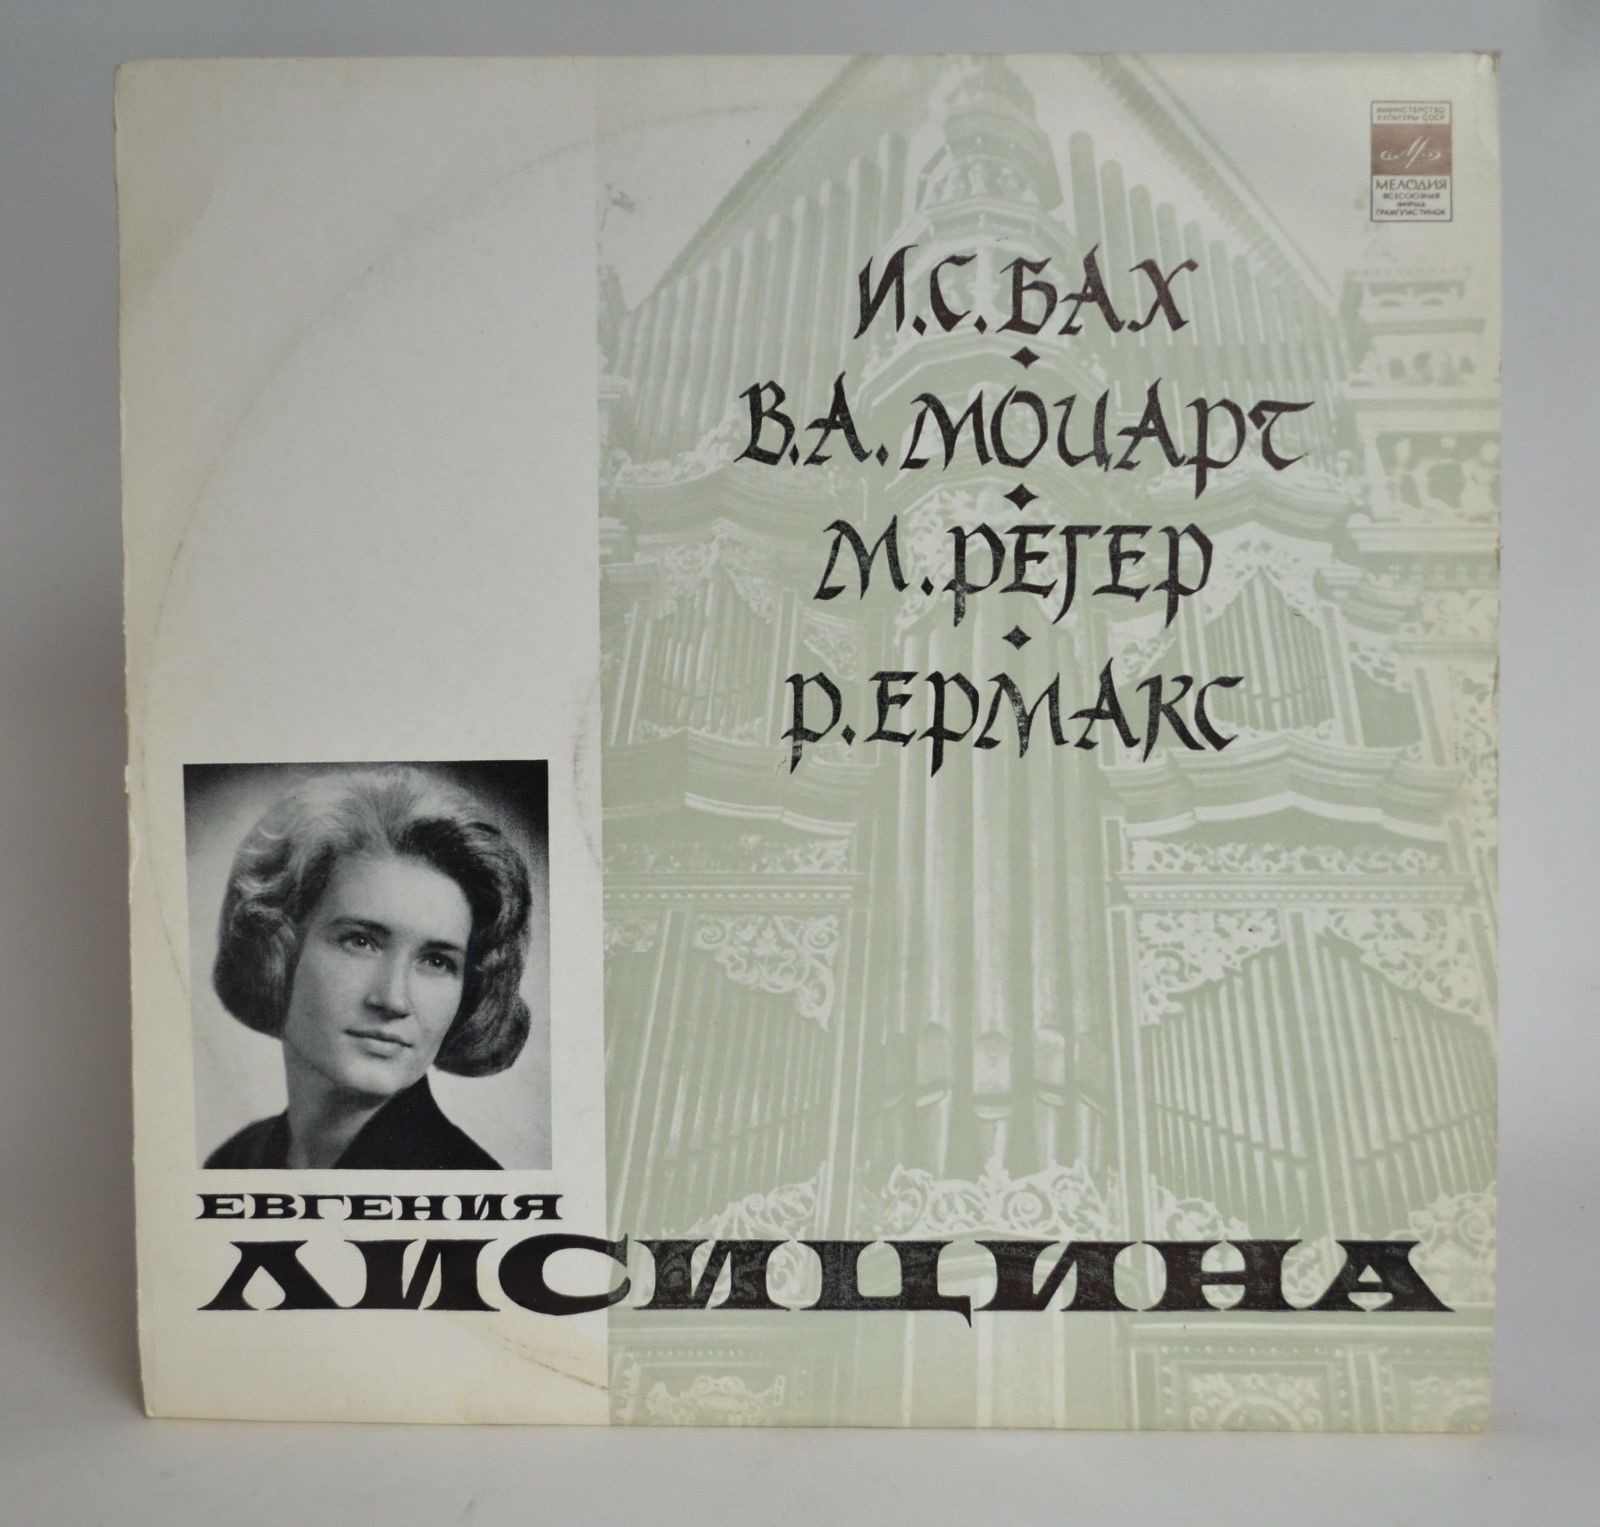 МИНИСТЕРСТВО
КУЛЬТУРЫ СССР
МЕЛОДИЯ
ВСЕСОЮЗНАЯ
ФИРМА
ГРАМПЛАСТИНОК
И.С.БАХ
В.А.МОЦАРТ
М.РЕГЕР
Р.ЕРМАКС
ЕВГЕНИЯ
ЛИСИЦИНА